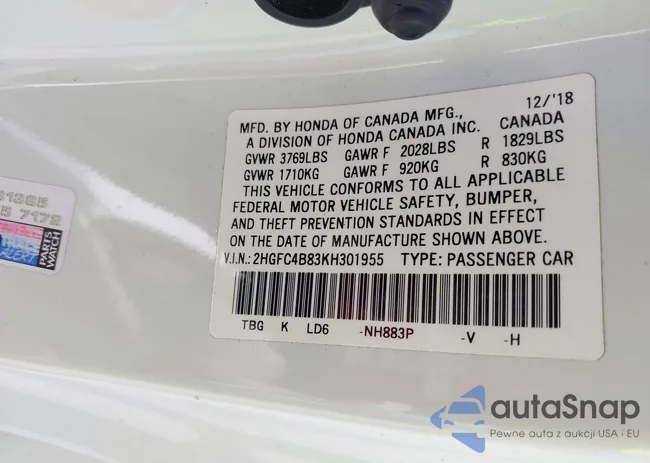 12/'18
MFD. BY HONDA OF CANADA MFG.,
A DIVISION OF HONDA CANADA INC. CANADA
GVWR 3769LBS GAWR F 2028LBS R 1829LBS
GVWR 1710KG GAWR F 920KG R 830KG
THIS VEHICLE CONFORMS TO ALL APPLICABLE
FEDERAL MOTOR VEHICLE SAFETY, BUMPER,
AND THEFT PREVENTION STANDARDS IN EFFECT
ON THE DATE OF MANUFACTURE SHOWN ABOVE.
V.I.N.: 2HGFC4B83KH301955 TYPE: PASSENGER CAR
TBG K LD6 -NH883P -V -H
7172
PARTS
WATCH
autaSnap
Pewne auta z aukcji USA i EU